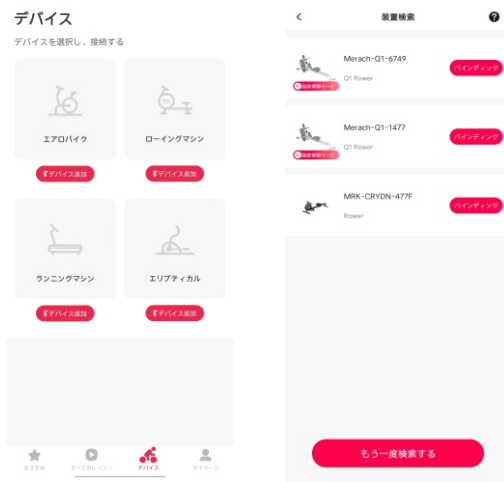 デバイス
デバイスを選択し、接続する
エアロバイク
ローイングマシン
デバイス追加
デバイス追加
ランニングマシン
エリプティカル
デバイス追加
デバイス追加
おすすめ
すべてのレッスン
デバイス
マイページ
装置検索
?
Merach-Q1-6749
Q1 Rower
バインディング
Merach-Q1-1477
Q1 Rower
バインディング
MRK-CRYDN-477F
Rower
バインディング
もう一度検索する